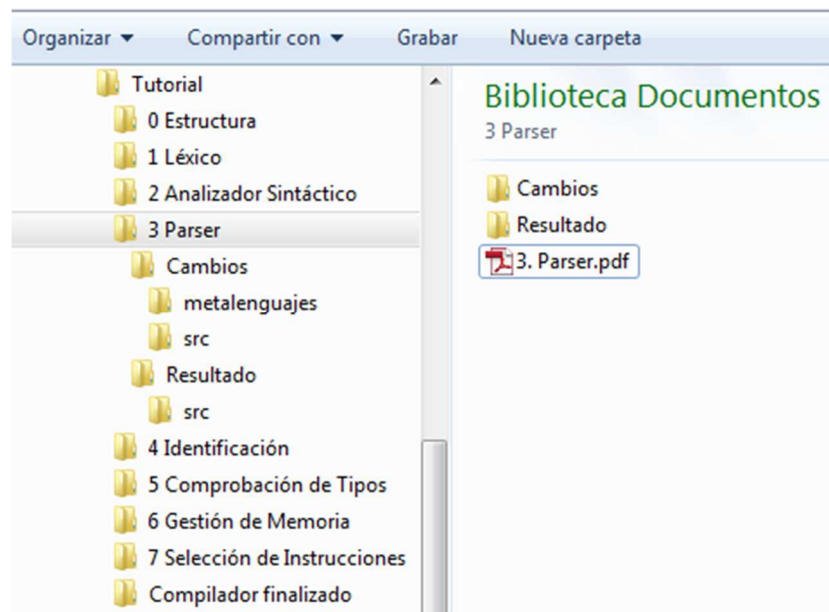 Organizar Compartir con Grabar Nueva carpeta
Tutorial
0 Estructura
1 Léxico
2 Analizador Sintáctico
3 Parser
Cambios
metalenguajes
src
Resultado
src
4 Identificación
5 Comprobación de Tipos
6 Gestión de Memoria
7 Selección de Instrucciones
Compilador finalizado
Biblioteca Documentos
3 Parser
Cambios
Resultado
3. Parser.pdf